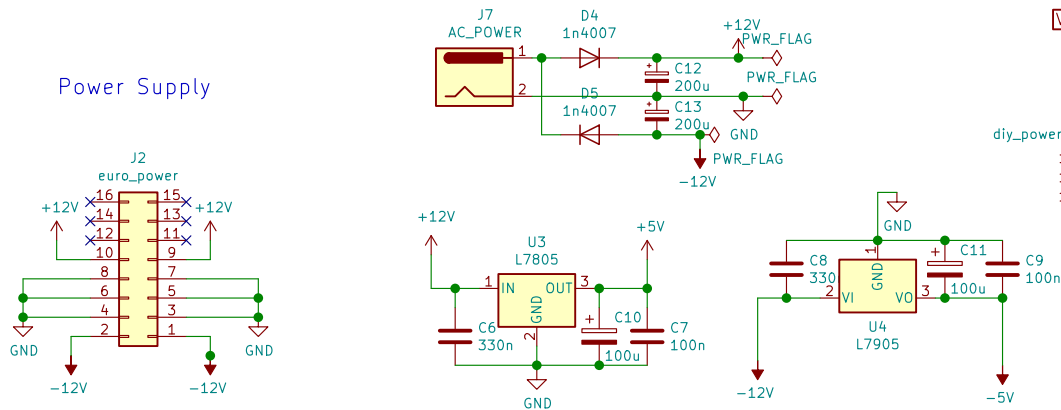 Power Supply
J7
AC_POWER
1
2
D4
1n4007
+12V
PWR_FLAG
C12
200u
PWR_FLAG
D5
1n4007
C13
200u
GND
PWR_FLAG
-12V
diy_power
J2
euro_power
16
15
14
13
12
11
10
9
8
7
6
5
4
3
2
1
+12V
+12V
GND
GND
-12V
-12V
+12V
U3
L7805
1
IN
OUT
3
GND
2
+5V
C6
330n
C10
100u
C7
100n
GND
GND
1
GND
C8
330
2
VI
VO
3
U4
L7905
C11
100u
C9
100n
-12V
-5V